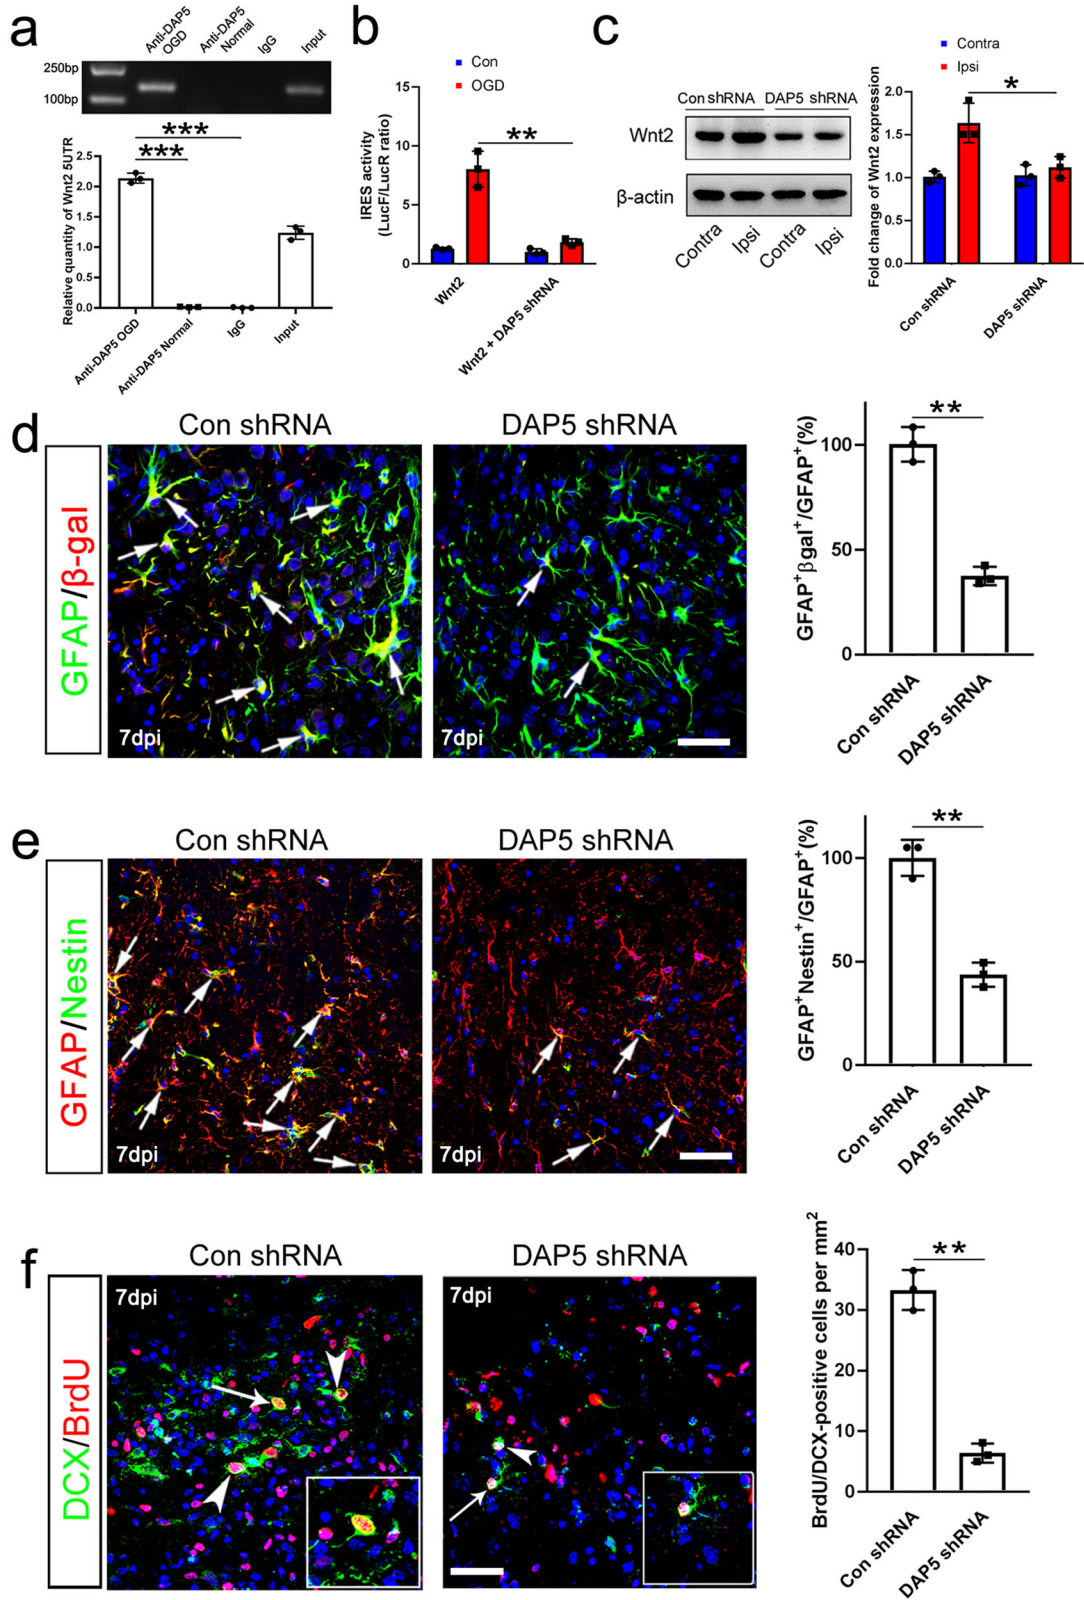 a
Anti-DAP5 OGD
Anti-DAP5 Normal
IgG
Input
250bp
100bp
Relative quantity of Wnt2 5UTR
2.5
2.0
1.5
1.0
0.5
0.0
***
***
Anti-DAP5 OGD
Anti-DAP5 Normal
IgG
Input
b
Con
OGD
IRES activity
(LucF/LucR ratio)
15
10
5
0
**
Wnt2
Wnt2 + DAP5 shRNA
c
Con shRNA DAP5 shRNA
Wnt2
β-actin
Contra
Ipsi
Contra
Ipsi
Contra
Ipsi
Fold change of Wnt2 expression
2.0
1.5
1.0
0.5
0.0
*
Con shRNA
DAP5 shRNA
d
Con shRNA
DAP5 shRNA
GFAP/β-gal
7dpi
7dpi
GFAP⁺βgal⁺/GFAP⁺(%)
100
50
0
**
Con shRNA
DAP5 shRNA
e
Con shRNA
DAP5 shRNA
GFAP/Nestin
7dpi
7dpi
GFAP⁺Nestin⁺/GFAP⁺(%)
100
50
0
**
Con shRNA
DAP5 shRNA
f
Con shRNA
DAP5 shRNA
DCX/BrdU
7dpi
7dpi
BrdU/DCX-positive cells per mm²
40
30
20
10
0
**
Con shRNA
DAP5 shRNA